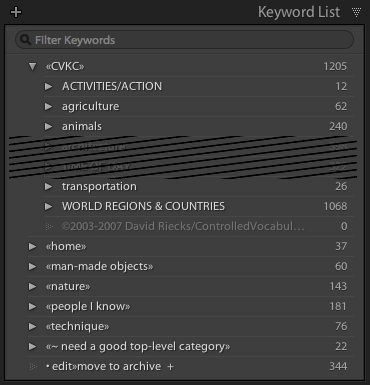 + Keyword List
Filter Keywords
«CVKC» 1205
ACTIVITIES/ACTION 12
agriculture 62
animals 240
transportation 26
WORLD REGIONS & COUNTRIES 1068
©2003-2007 David Riecks/ControlledVocabul... 0
«home» 37
«man-made objects» 60
«nature» 143
«people I know» 181
«technique» 76
«~ need a good top-level category» 22
• edit»move to archive + 344